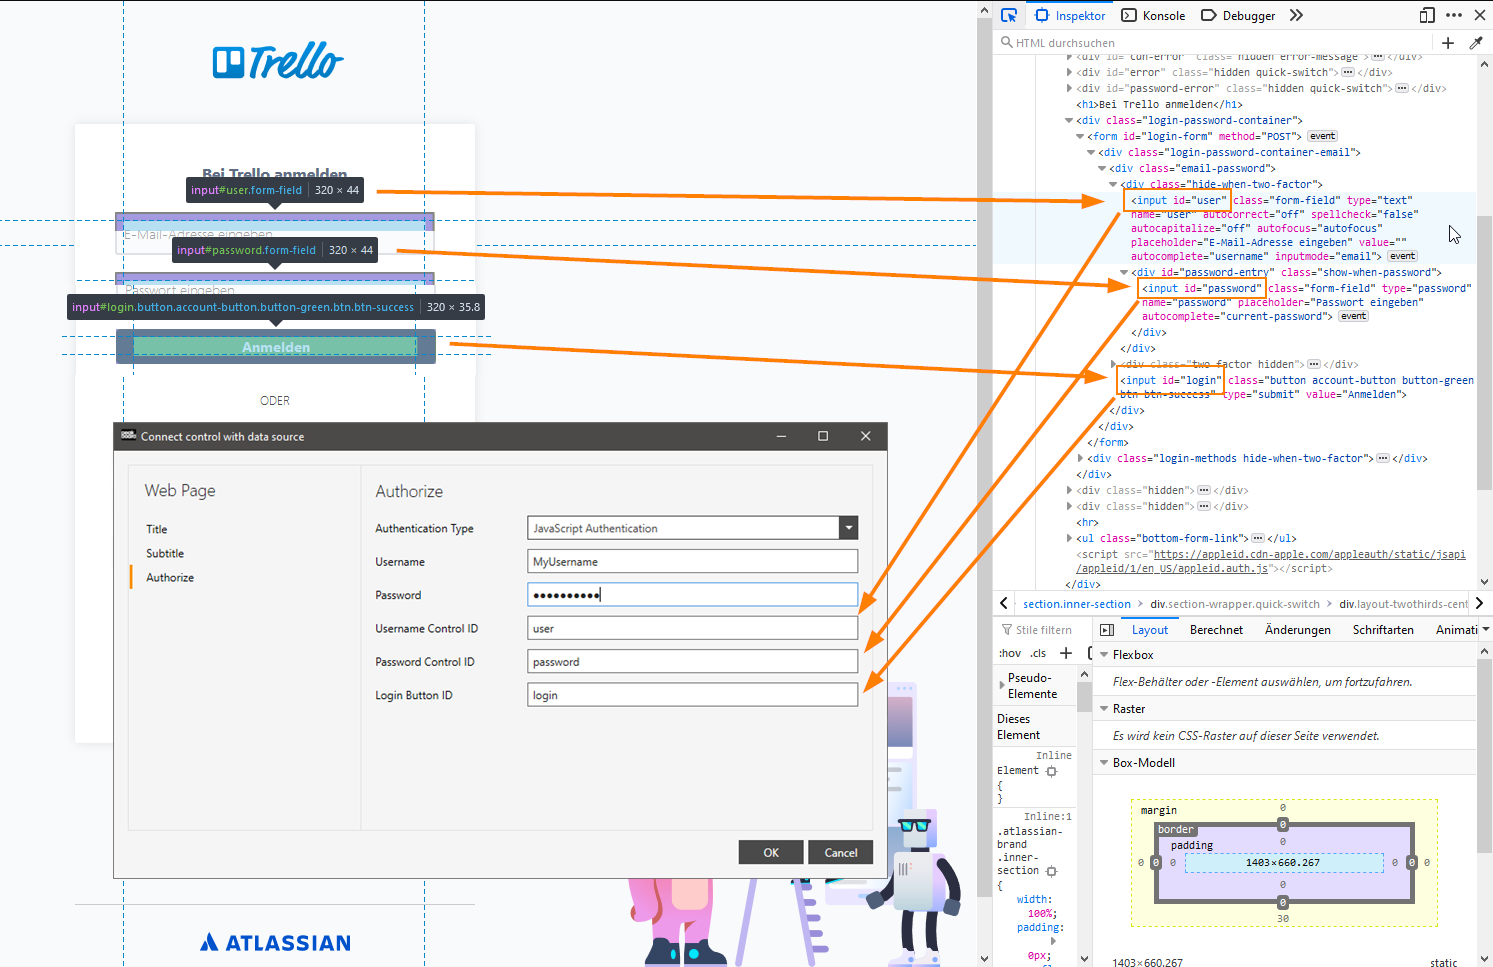 Trello
Bei Trello anmelden
input#user.form-field 320 × 44
E-Mail-Adresse eingeben
input#password.form-field 320 × 44
Passwort eingeben
input#login.button.account-button.button-green.btn.btn-success 320 × 35.8
Anmelden
ODER
Connect control with data source
Web Page
Title
Subtitle
Authorize
Authorize
Authentication Type JavaScript Authentication
Username MyUsername
Password ●●●●●●●●●●
Username Control ID user
Password Control ID password
Login Button ID login
OK Cancel
ATLASSIAN
Inspektor Konsole Debugger
HTML durchsuchen
<div id="cdn-error" class="hidden error-message"></div>
<div id="error" class="hidden quick-switch"></div>
<div id="password-error" class="hidden quick-switch"></div>
<h1>Bei Trello anmelden</h1>
<div class="login-password-container">
<form id="login-form" method="POST"> event
<div class="login-password-container-email">
<div class="email-password">
<div class="hide-when-two-factor">
<input id="user" class="form-field" type="text"
name="user" autocorrect="off" spellcheck="false"
autocapitalize="off" autofocus="autofocus"
placeholder="E-Mail-Adresse eingeben" value=""
autocomplete="username" inputmode="email"> event
<div id="password-entry" class="show-when-password">
<input id="password" class="form-field" type="password"
name="password" placeholder="Passwort eingeben"
autocomplete="current-password"> event
</div>
</div>
<div class="two-factor hidden"></div>
<input id="login" class="button account-button button-green
btn btn-success" type="submit" value="Anmelden">
</div>
</div>
</form>
<div class="login-methods hide-when-two-factor"></div>
</div>
<div class="hidden"></div>
<div class="hidden"></div>
<hr>
<ul class="bottom-form-link"></ul>
<script src="https://appleid.cdn-apple.com/appleauth/static/jsapi
/appleid/1/en_US/appleid.auth.js"></script>
</div>
section.inner-section div.section-wrapper.quick-switch div.layout-twothirds-cent
Stile filtern
:hov .cls
Pseudo-
Elemente
Dieses
Element
Inline
Element
{
}
Inline:1
.atlassian-
brand
.inner-
section
{
width:
100%;
padding:
0px;
Layout Berechnet Änderungen Schriftarten Animati
Flexbox
Flex-Behälter oder -Element auswählen, um fortzufahren.
Raster
Es wird kein CSS-Raster auf dieser Seite verwendet.
Box-Modell
margin 0
border 0
padding 0
0 0 0 1403×660.267 0 0 0
0
0
30
1403×660.267 static